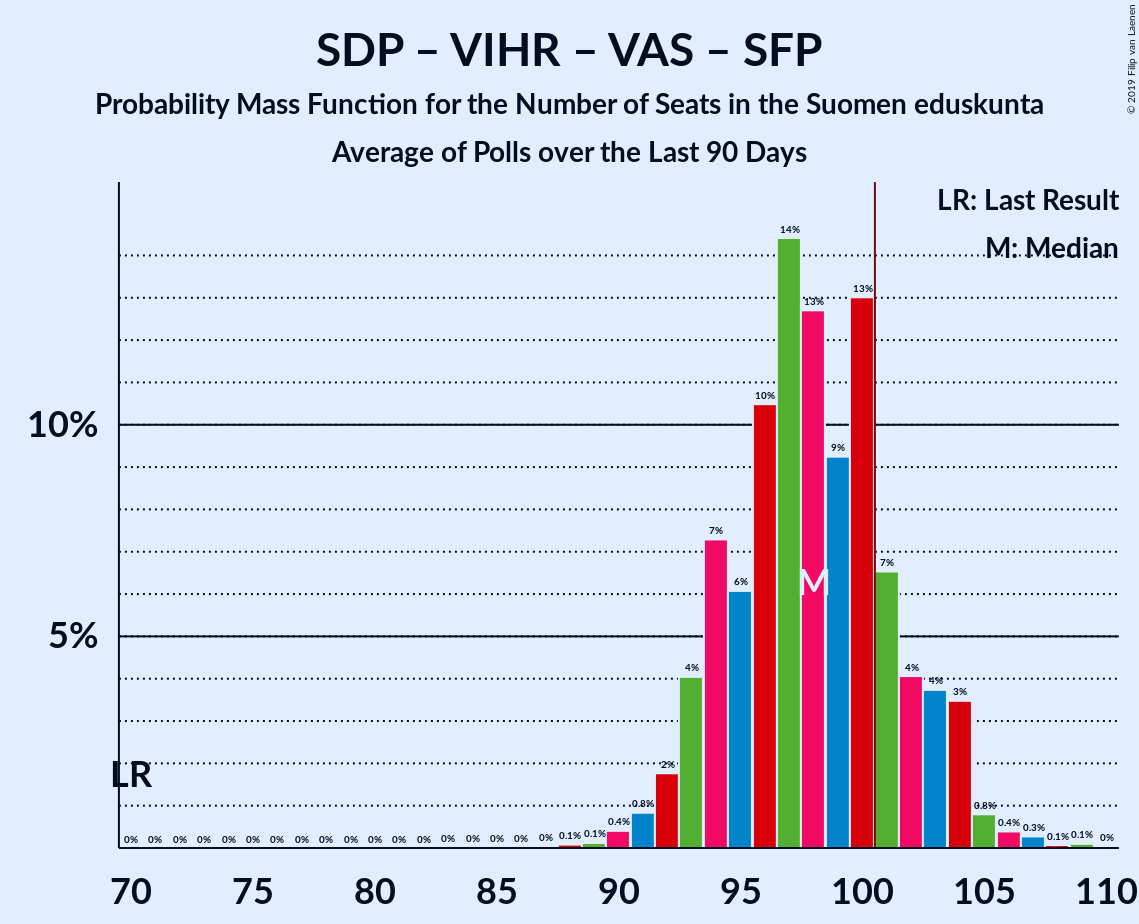 SDP – VIHR – VAS – SFP
Probability Mass Function for the Number of Seats in the Suomen eduskunta
Average of Polls over the Last 90 Days
© 2019 Filip van Laenen
LR: Last Result
M: Median
10%
5%
LR
M
0% 0% 0% 0% 0% 0% 0% 0% 0% 0% 0% 0% 0% 0% 0% 0% 0% 0% 0.1% 0.1% 0.4% 0.8% 2% 4% 7% 6% 10% 14% 13% 9% 13% 7% 4% 4% 3% 0.8% 0.4% 0.3% 0.1% 0.1% 0%
70 75 80 85 90 95 100 105 110